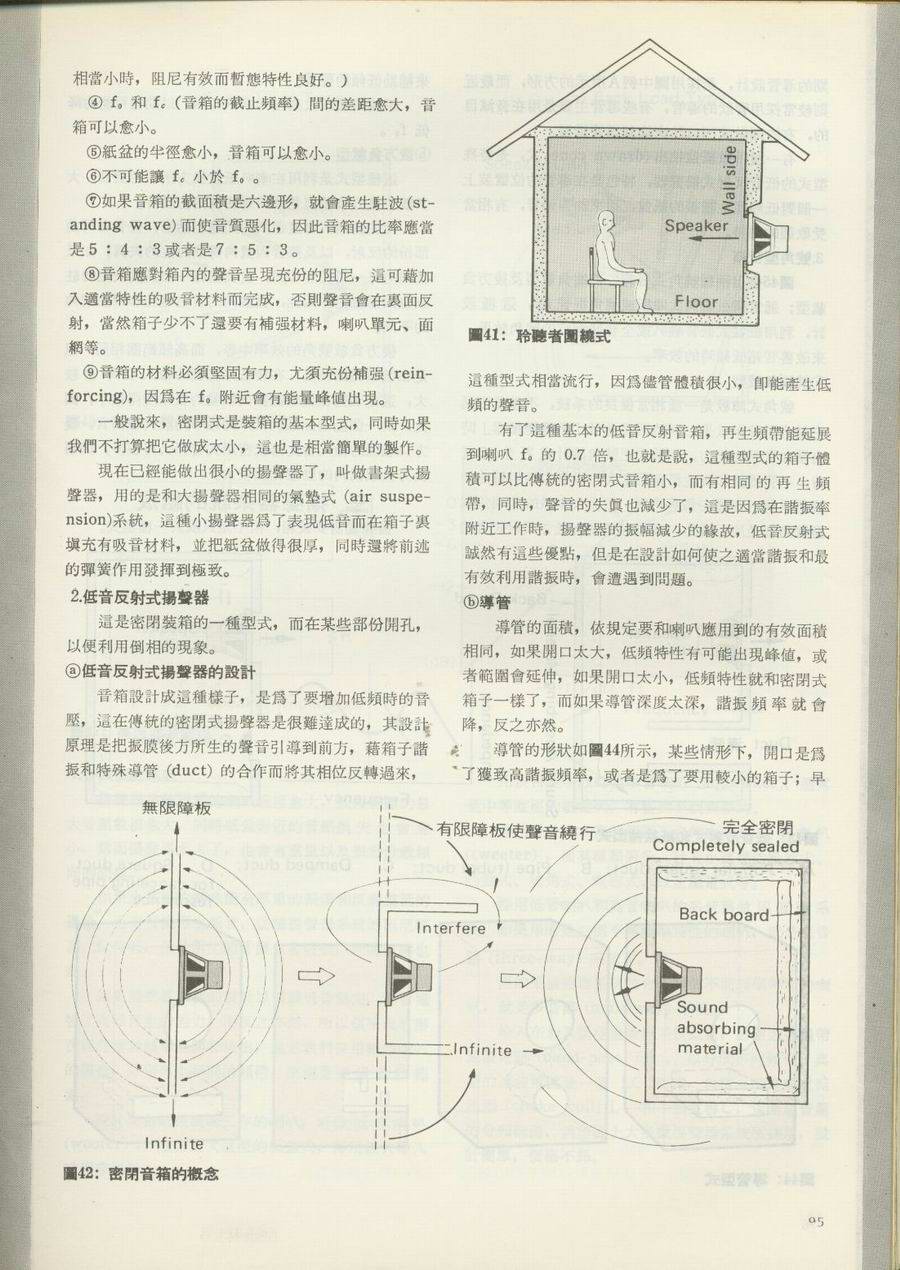 相當小時，阻尼有效而暫態特性良好。)
④ f₀ 和 fc (音箱的截止頻率) 間的差距愈大，音
箱可以愈小。
⑤紙盆的半徑愈小，音箱可以愈小。
⑥不可能讓 fc 小於 f₀ 。
⑦如果音箱的截面積是六邊形，就會產生駐波 (st-
anding wave) 而使音質惡化，因此音箱的比率應當
是 5 : 4 : 3 或者是 7 : 5 : 3 。
⑧音箱應對箱內的聲音呈現充份的阻尼，這可藉加
入適當特性的吸音材料而完成，否則聲音會在裏面反
射，當然箱子少不了還要有補强材料，喇叭單元、面
網等。
⑨音箱的材料必須堅固有力，尤須充份補强 (rein-
forcing)，因爲在 f₀ 附近會有能量峰値出現。
一般說來，密閉式是裝箱的基本型式，同時如果
我們不打算把它做成太小，這也是相當簡單的製作。
現在已經能做出很小的揚聲器了，叫做書架式揚
聲器，用的是和大揚聲器相同的氣墊式 (air suspe-
nsion)系統，這種小揚聲器爲了表現低音而在箱子裏
塡充有吸音材料，並把紙盆做得很厚，同時還將前述
的彈簧作用發揮到極致。
2.低音反射式揚聲器
這是密閉裝箱的一種型式，而在某些部份開孔，
以便利用倒相的現象。
ⓐ低音反射式揚聲器的設計
音箱設計成這種樣子，是爲了要增加低頻時的音
壓，這在傳統的密閉式揚聲器是很難達成的，其設計
原理是把振膜後方所生的聲音引導到前方，藉箱子諧
振和特殊導管 (duct) 的合作而將其相位反轉過來，
Wall side
Speaker
Floor
圖41：聆聽者圍繞式
這種型式相當流行，因爲儘管體積很小，卽能產生低
頻的聲音。
有了這種基本的低音反射音箱，再生頻帶能延展
到喇叭 f₀ 的 0.7 倍，也就是說，這種型式的箱子體
積可以比傳統的密閉式音箱小，而有相同的再生頻
帶，同時，聲音的失眞也減少了，這是因爲在諧振率
附近工作時，揚聲器的振幅減少的緣故，低音反射式
誠然有這些優點，但是在設計如何使之適當諧振和最
有效利用諧振時，會遭遇到問題。
ⓑ導管
導管的面積，依規定要和喇叭應用到的有效面積
相同，如果開口太大，低頻特性有可能出現峰値，或
者範圍會延伸，如果開口太小，低頻特性就和密閉式
箱子一樣了，而如果導管深度太深，諧振頻率就會
降，反之亦然。
導管的形狀如圖44所示，某些情形下，開口是爲
了獲致高諧振頻率，或者是爲了要用較小的箱子；早
無限障板
Infinite
有限障板使聲音繞行
Interfere
Infinite
完全密閉
Completely sealed
Back board
Sound
absorbing
material
圖42：密閉音箱的概念
95